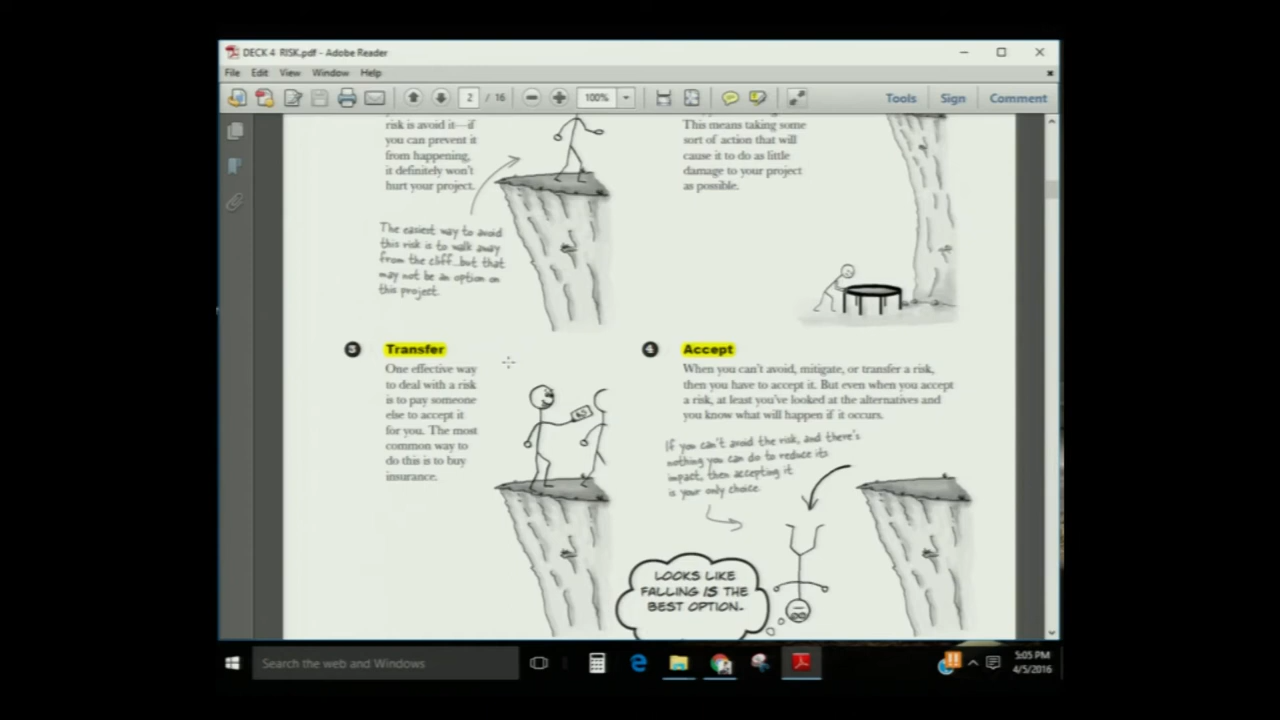 DECK 4 RISK.pdf - Adobe Reader
File Edit View Window Help
2 / 16 100% Tools Sign Comment
risk is avoid it—if
you can prevent it
from happening,
it definitely won't
hurt your project.
The easiest way to avoid
this risk is to walk away
from the cliff...but that
may not be an option on
this project.
This means taking some
sort of action that will
cause it to do as little
damage to your project
as possible.
3 Transfer
One effective way
to deal with a risk
is to pay someone
else to accept it
for you. The most
common way to
do this is to buy
insurance.
4 Accept
When you can't avoid, mitigate, or transfer a risk,
then you have to accept it. But even when you accept
a risk, at least you've looked at the alternatives and
you know what will happen if it occurs.
If you can't avoid the risk, and there's
nothing you can do to reduce its
impact, then accepting it
is your only choice.
LOOKS LIKE
FALLING IS THE
BEST OPTION.
Search the web and Windows
5:05 PM
4/5/2016